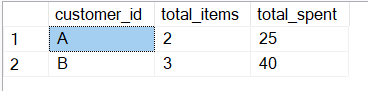 customer_id total_items total_spent
1 A 2 25
2 B 3 40